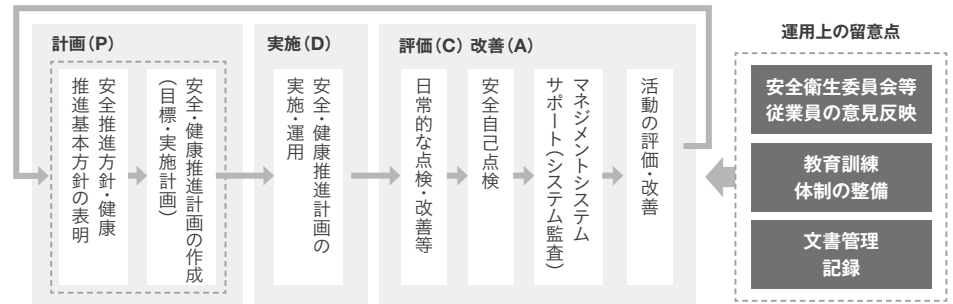 計画(P)
安全推進方針・健康
推進基本方針の表明
安全・健康推進計画の作成
(目標・実施計画)
実施(D)
安全・健康推進計画の
実施・運用
評価(C) 改善(A)
日常的な点検・改善等
安全自己点検
マネジメントシステム
サポート(システム監査)
活動の評価・改善
運用上の留意点
安全衛生委員会等
従業員の意見反映
教育訓練
体制の整備
文書管理
記録